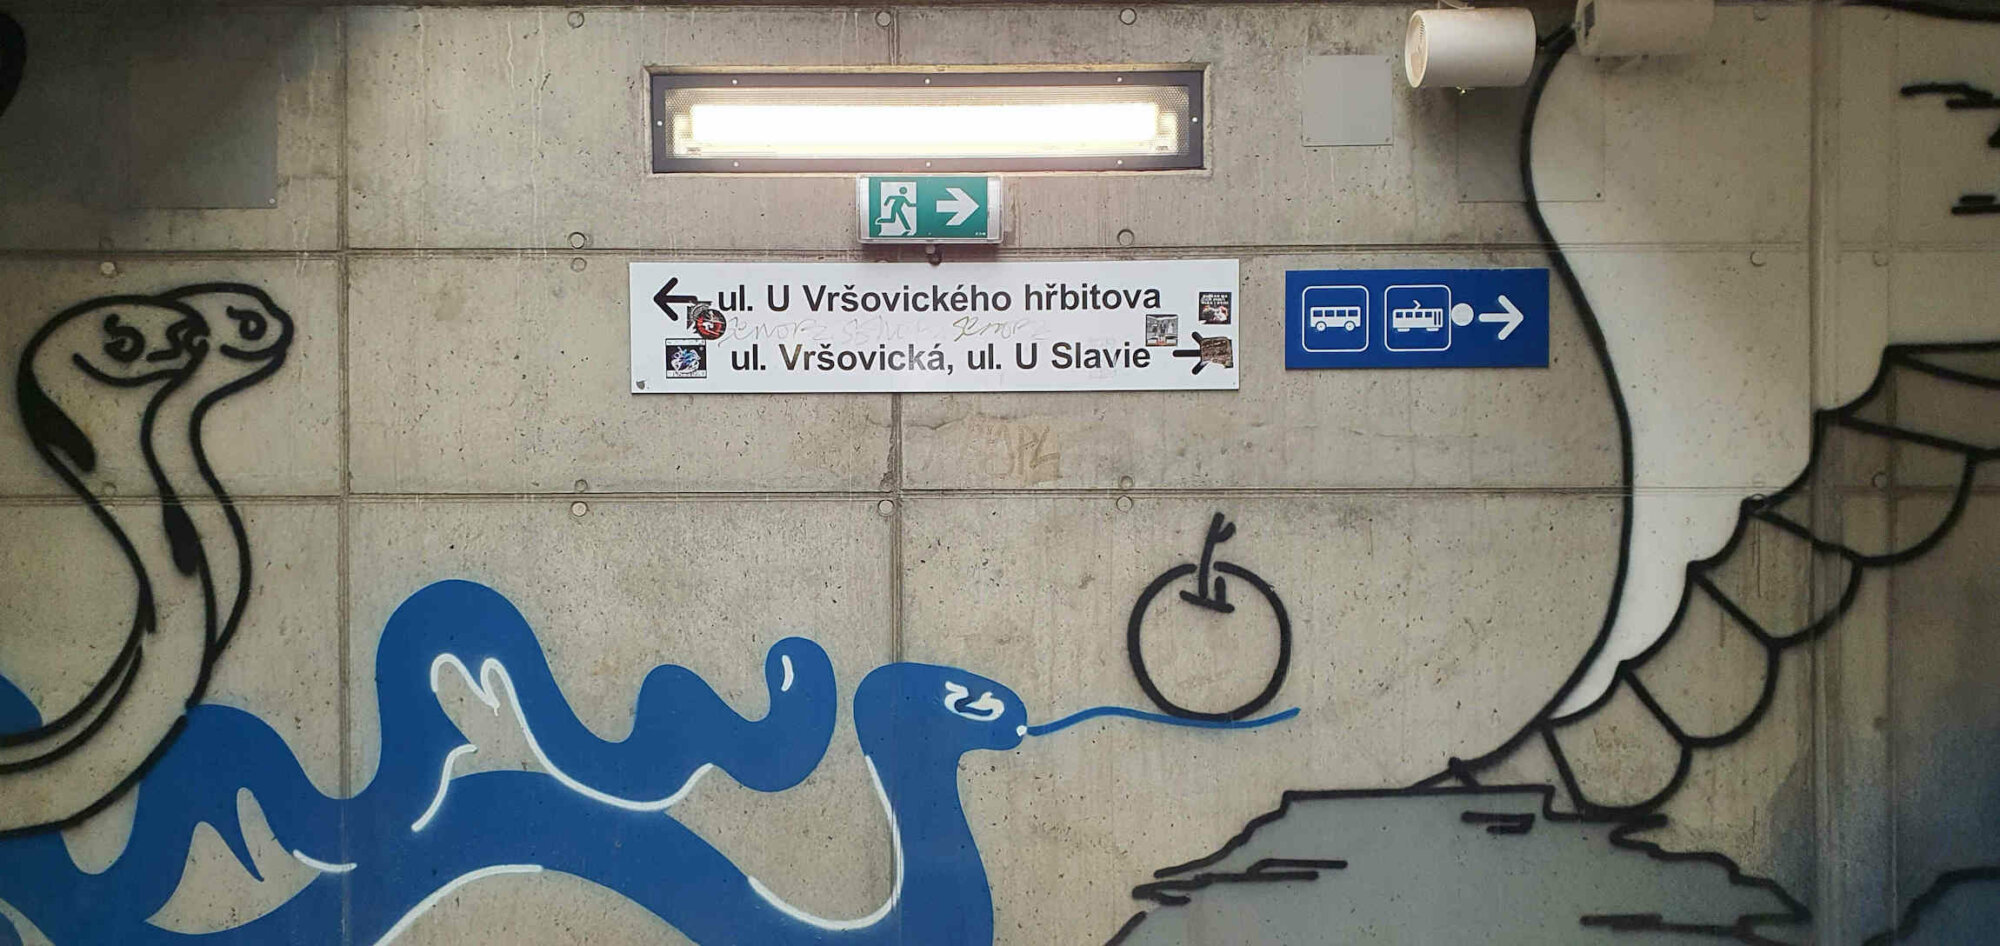 ul. U Vršovického hřbitova
ul. Vršovická, ul. U Slavie